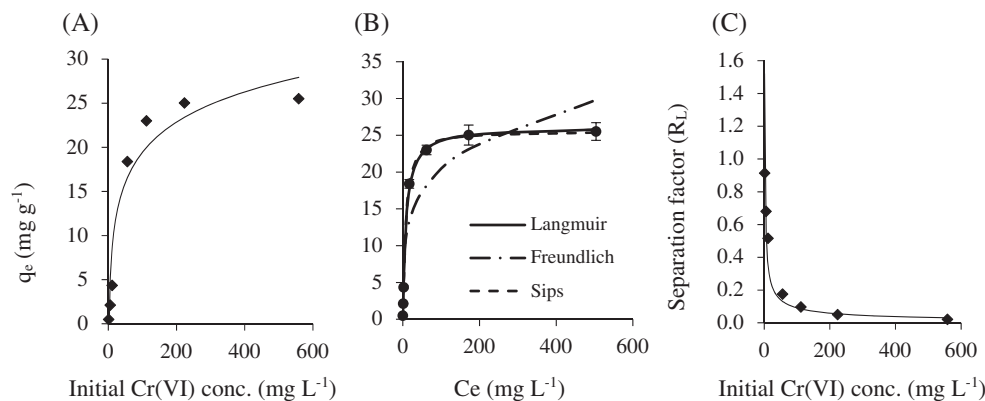 (A)
30
25
20
15
10
5
0
qe (mg g-1)
0 200 400 600
Initial Cr(VI) conc. (mg L-1)
(B)
35
30
25
20
15
10
5
0
Langmuir
Freundlich
Sips
0 200 400 600
Ce (mg L-1)
(C)
1.6
1.4
1.2
1.0
0.8
0.6
0.4
0.2
0.0
Separation factor (RL)
0 200 400 600
Initial Cr(VI) conc. (mg L-1)